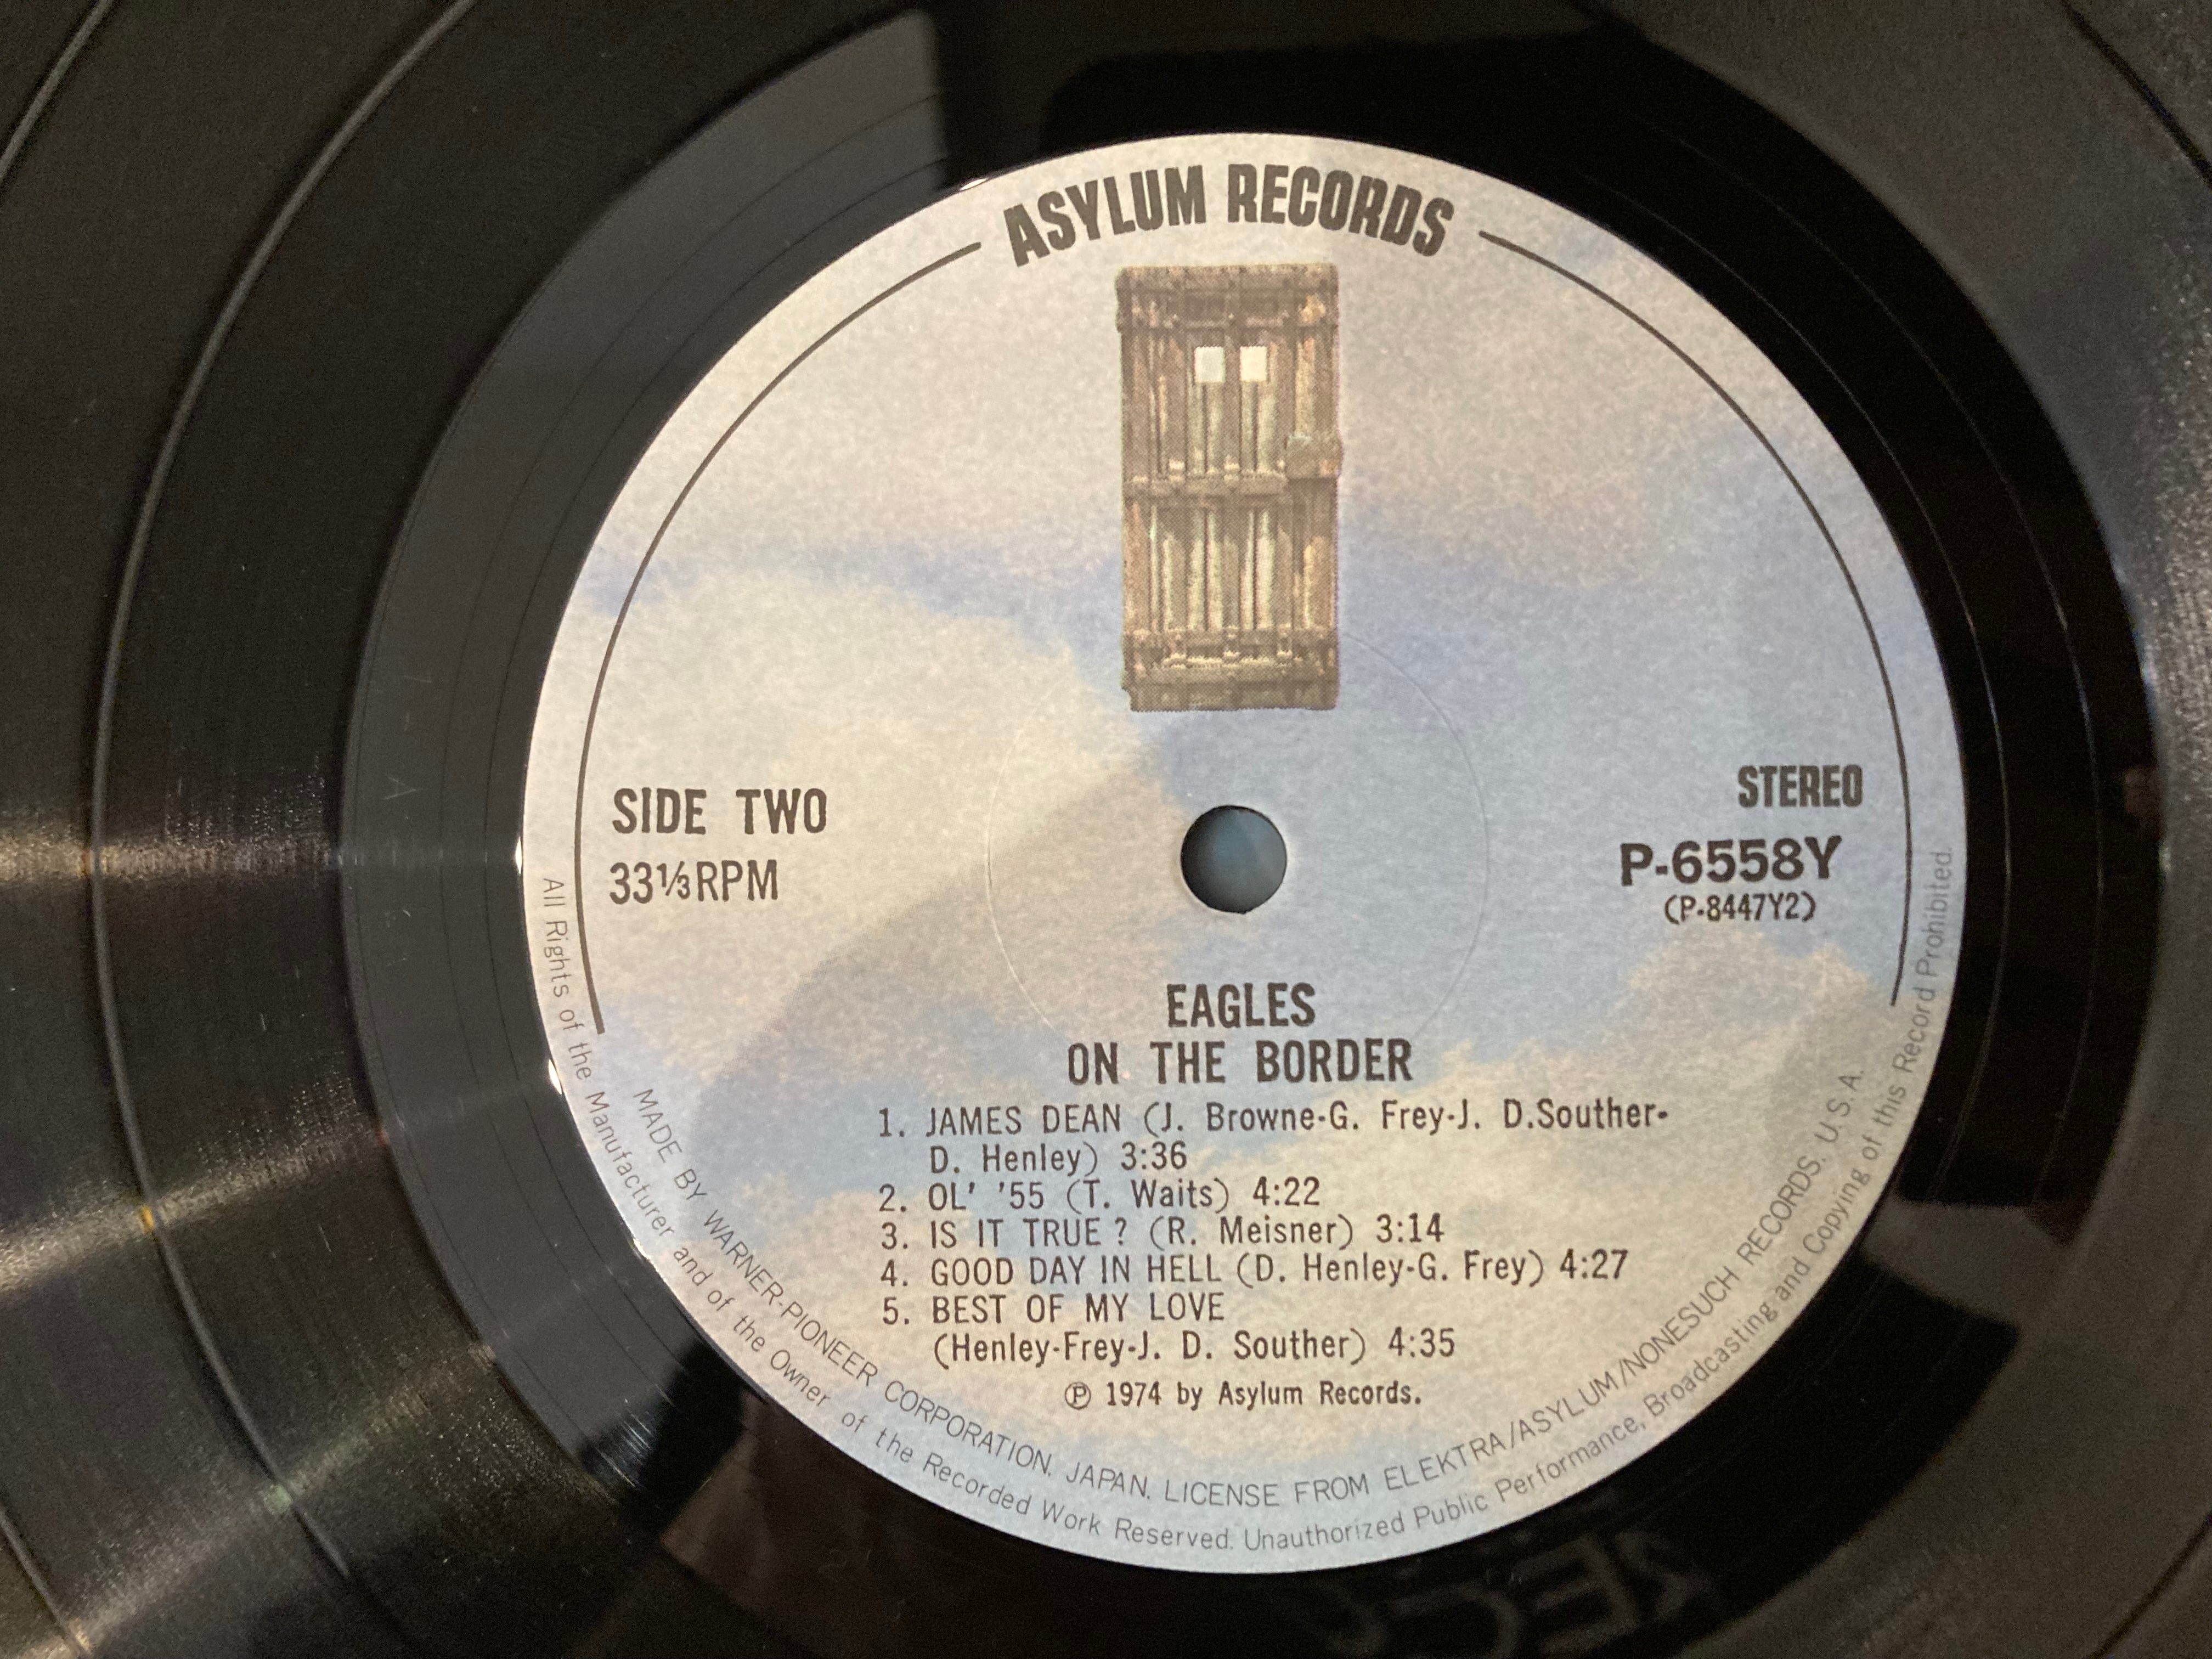 ASYLUM RECORDS
SIDE TWO
33⅓RPM
STEREO
P-6558Y
(P-8447Y2)
EAGLES
ON THE BORDER
1. JAMES DEAN (J. Browne-G. Frey-J. D.Souther-
D. Henley) 3:36
2. OL' '55 (T. Waits) 4:22
3. IS IT TRUE? (R. Meisner) 3:14
4. GOOD DAY IN HELL (D. Henley-G. Frey) 4:27
5. BEST OF MY LOVE
(Henley-Frey-J. D. Souther) 4:35
Ⓟ 1974 by Asylum Records.
MADE BY WARNER-PIONEER CORPORATION. JAPAN. LICENSE FROM ELEKTRA/ASYLUM/NONESUCH RECORDS. U.S.A.
All Rights of the Manufacturer and of the Owner of the Recorded Work Reserved. Unauthorized Public Performance, Broadcasting and Copying of this Record Prohibited.